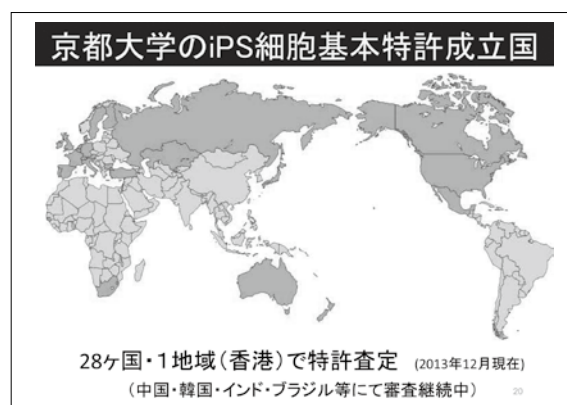 京都大学のiPS細胞基本特許成立国
28ヶ国・1地域(香港)で特許査定 (2013年12月現在)
(中国・韓国・インド・ブラジル等にて審査継続中)
20